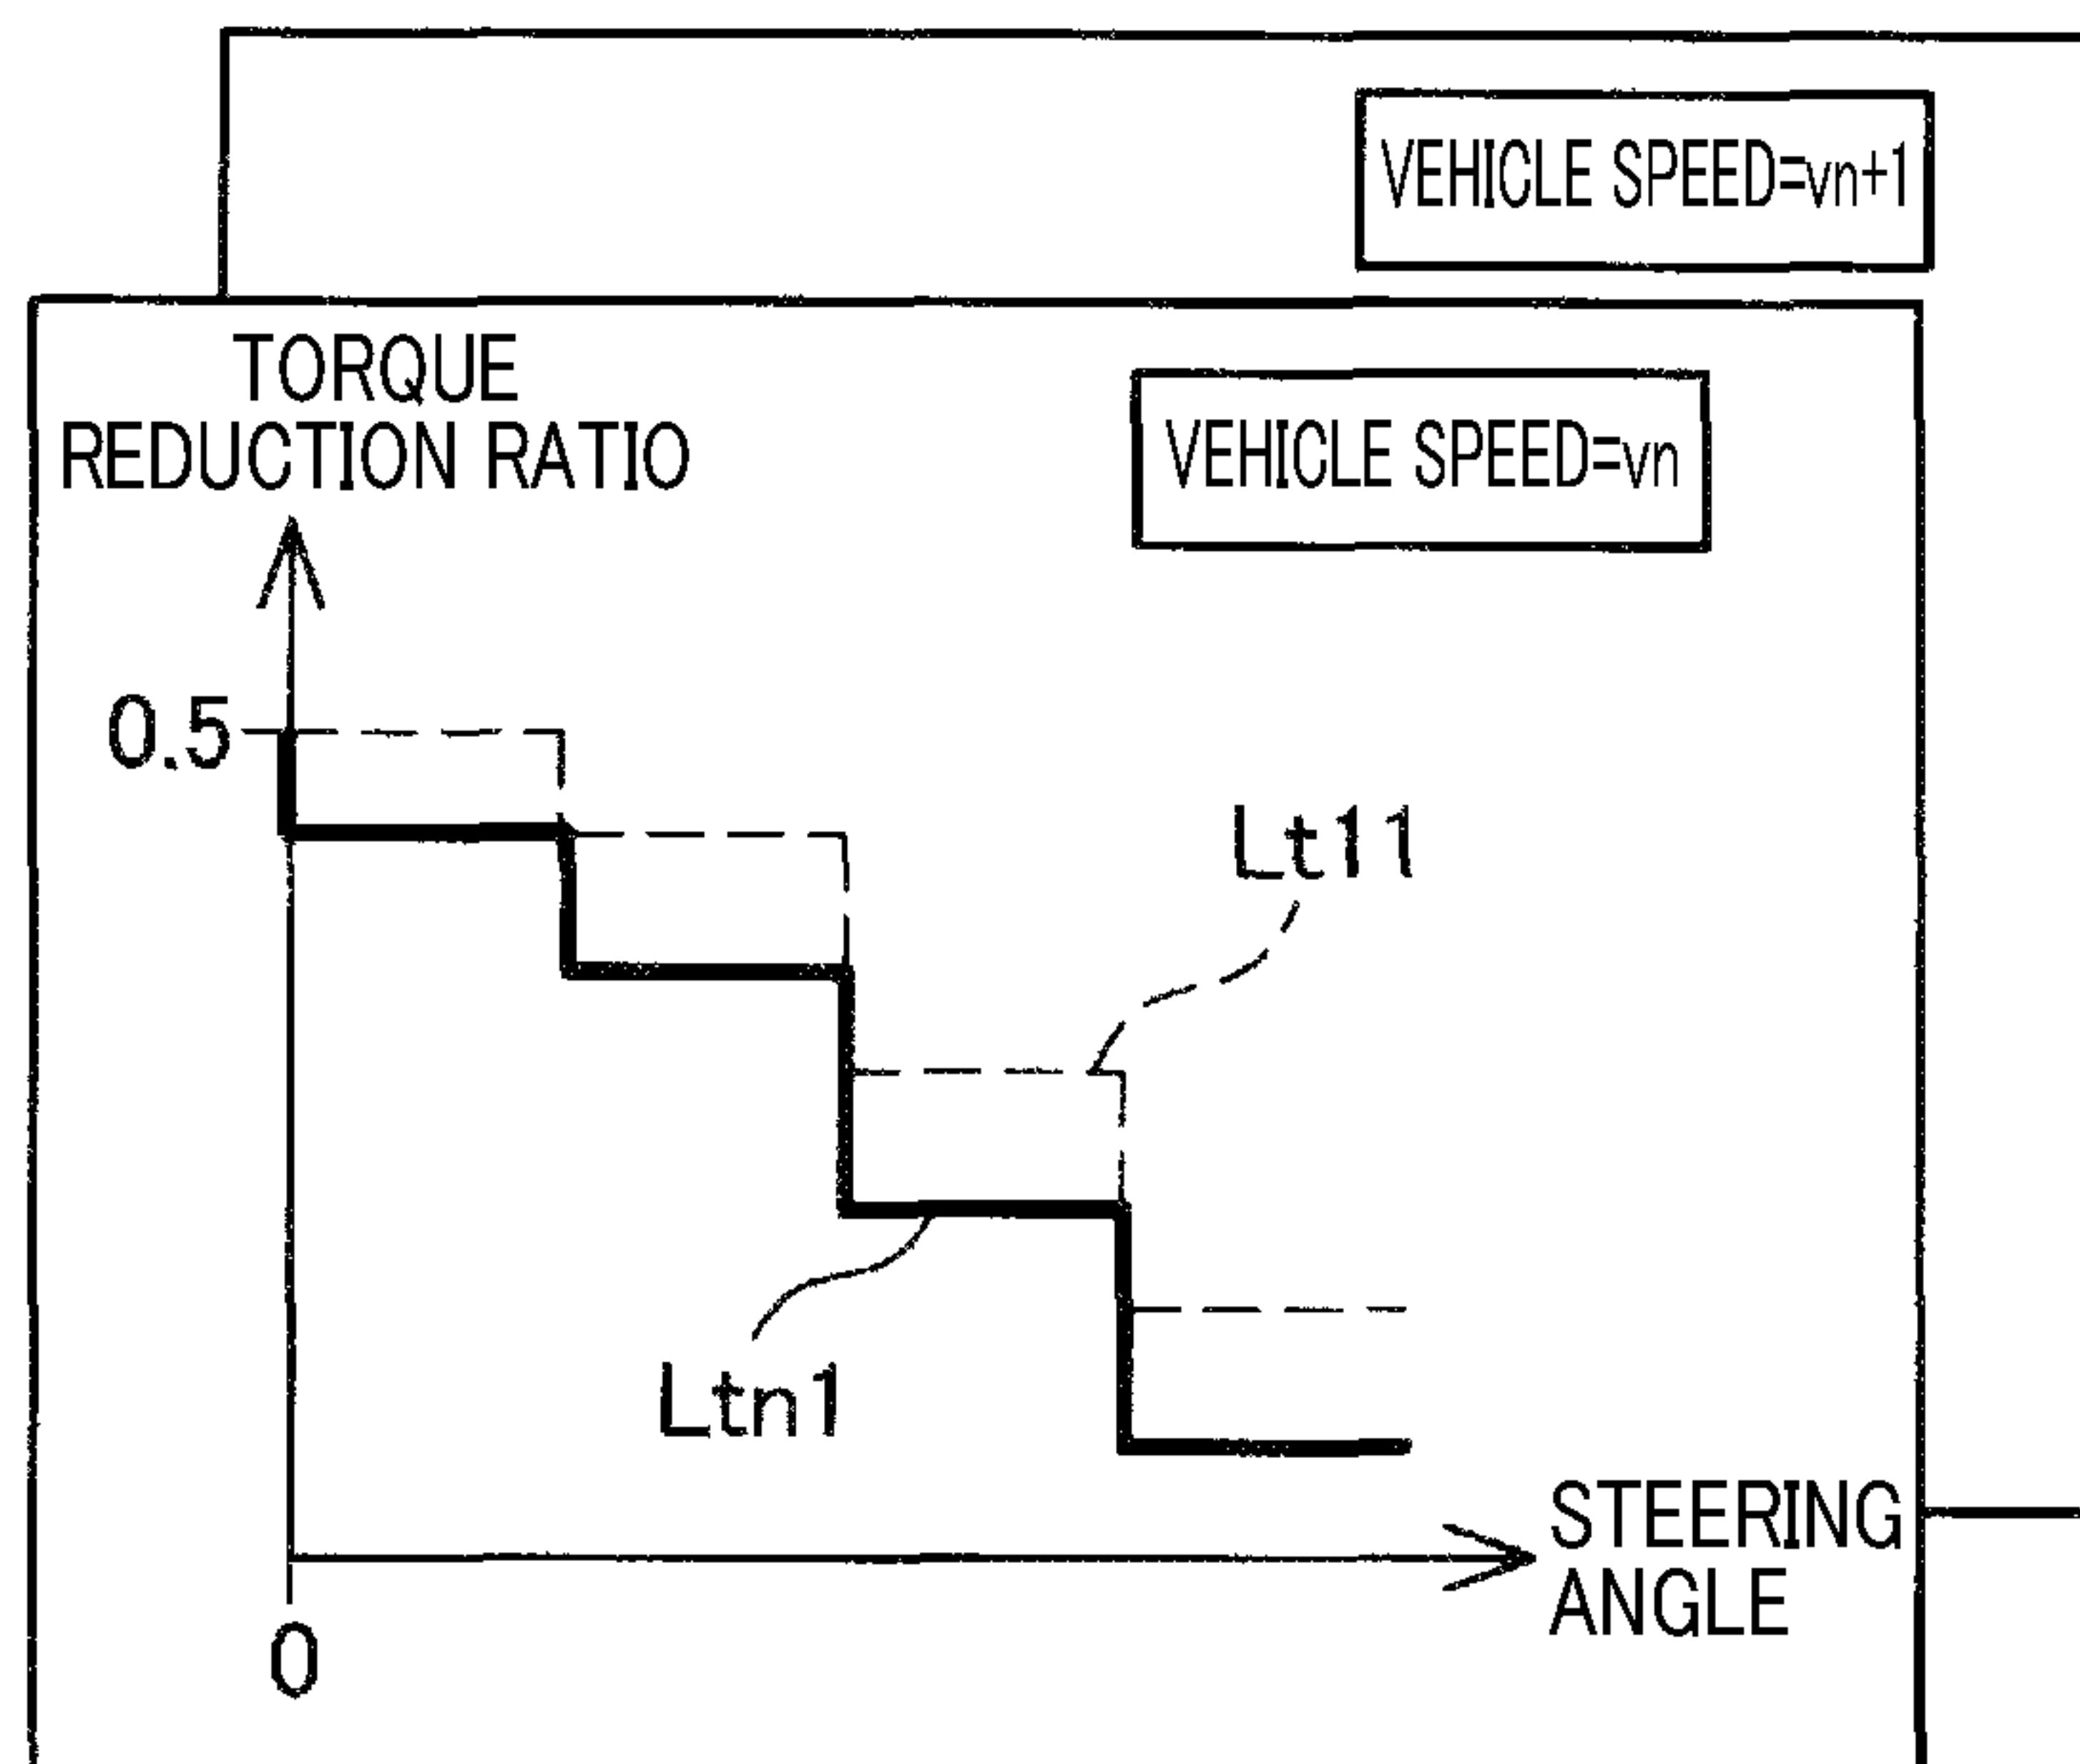 VEHICLE SPEED=vn+1
TORQUE
REDUCTION RATIO
VEHICLE SPEED=vn
0.5
Lt11
Ltn1
STEERING
ANGLE
0